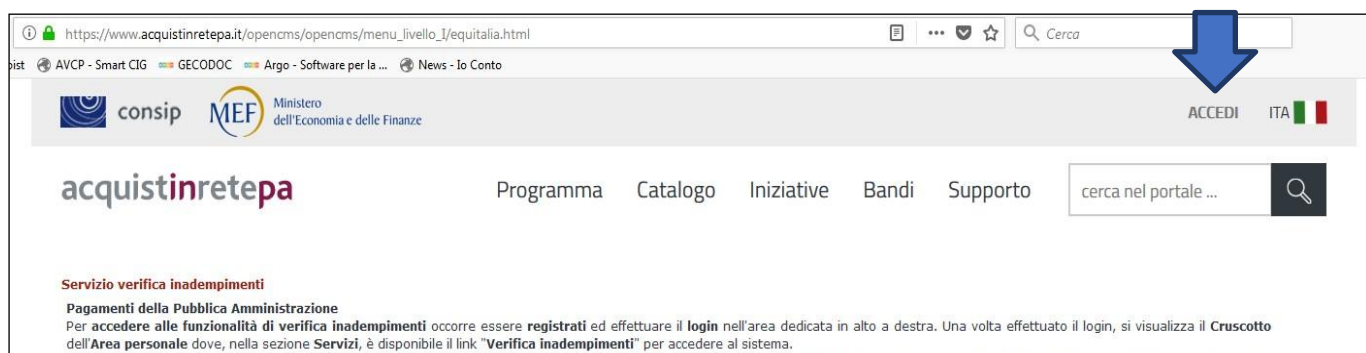 https://www.acquistinretepa.it/opencms/opencms/menu_livello_I/equitalia.html Cerca
pist AVCP - Smart CIG GECODOC Argo - Software per la ... News - Io Conto
consip MEF Ministero
dell'Economia e delle Finanze
ACCEDI ITA
acquistinretepa Programma Catalogo Iniziative Bandi Supporto cerca nel portale ...
Servizio verifica inadempimenti
Pagamenti della Pubblica Amministrazione
Per accedere alle funzionalità di verifica inadempimenti occorre essere registrati ed effettuare il login nell'area dedicata in alto a destra. Una volta effettuato il login, si visualizza il Cruscotto
dell'Area personale dove, nella sezione Servizi, è disponibile il link "Verifica inadempimenti" per accedere al sistema.